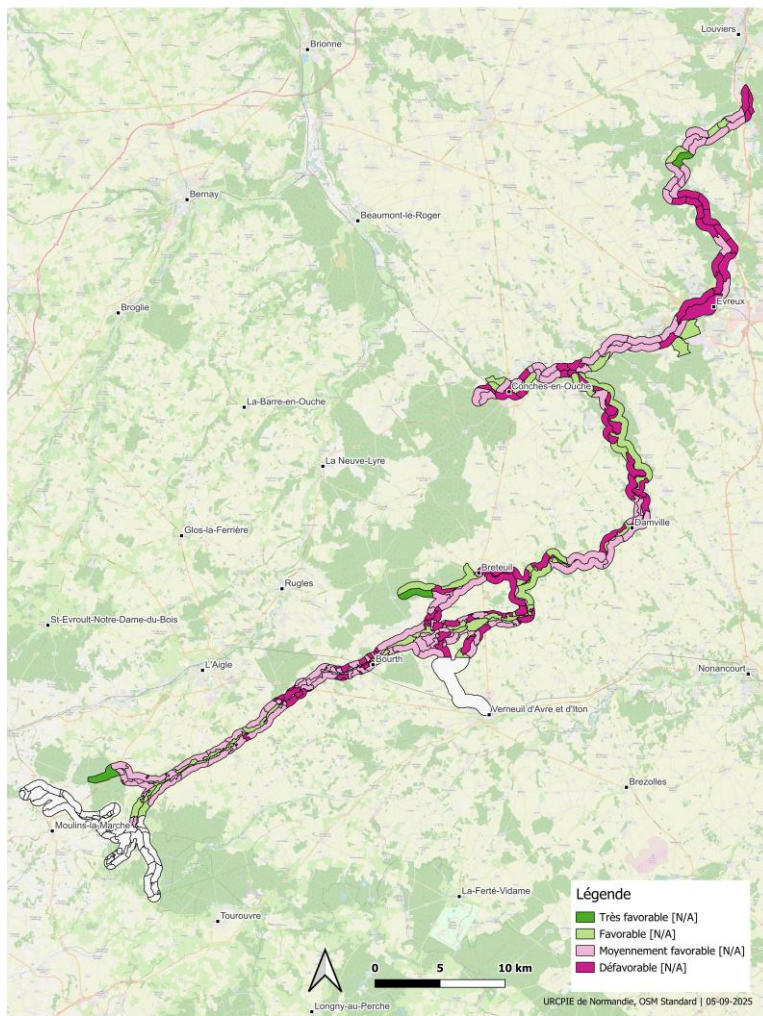 Louviers
Brionne
Bernay
Beaumont-le-Roger
Broglie
Evreux
Conches-en-Ouche
La-Barre-en-Ouche
La Neuve-Lyre
Glos-la-Ferrière
Damville
Breteuil
Rugles
St-Evroult-Notre-Dame-du-Bois
L'Aigle
Bourth
Nonancourt
Verneuil d'Avre et d'Iton
Brezolles
Moulins-la-Marche
La-Ferté-Vidame
Tourouvre
Longny-au-Perche
Légende
Très favorable [N/A]
Favorable [N/A]
Moyennement favorable [N/A]
Défavorable [N/A]
0 5 10 km
URCPIE de Normandie, OSM Standard | 05-09-2025